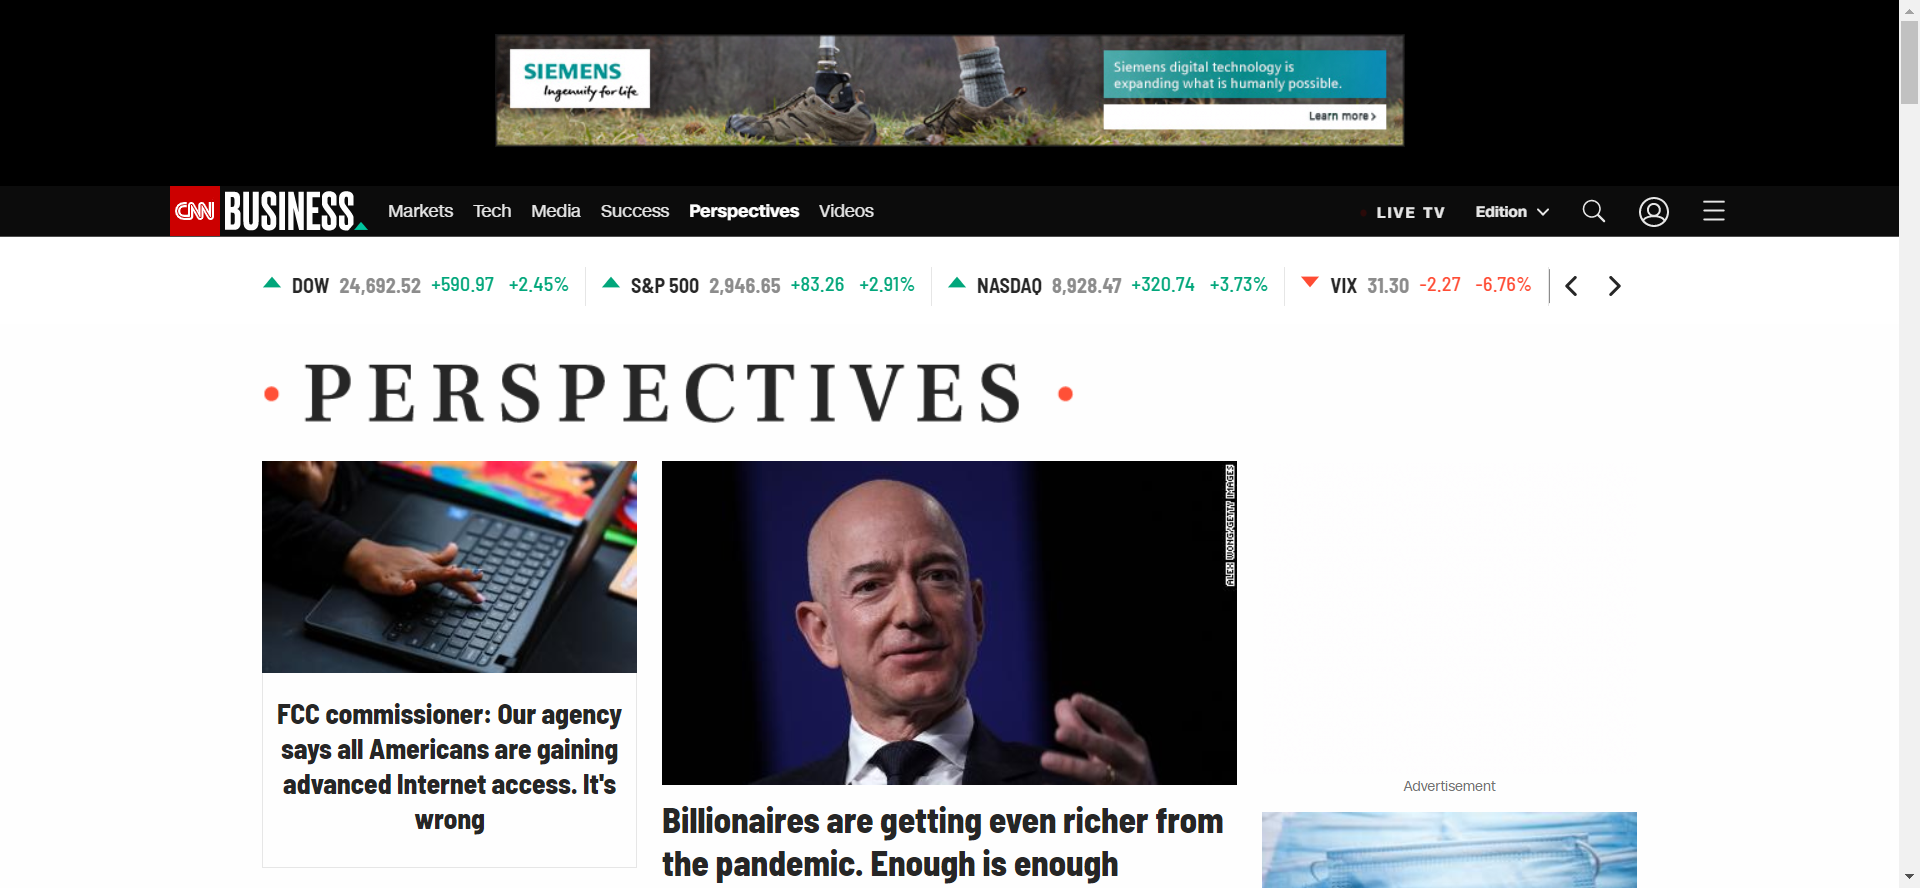 SIEMENS
Ingenuity for life
Siemens digital technology is
expanding what is humanly possible.
Learn more >
CNN BUSINESS Markets Tech Media Success Perspectives Videos LIVE TV Edition
DOW 24,692.52 +590.97 +2.45% S&P 500 2,946.65 +83.26 +2.91% NASDAQ 8,928.47 +320.74 +3.73% VIX 31.30 -2.27 -6.76%
PERSPECTIVES
ALEX WONG/GETTY IMAGES
FCC commissioner: Our agency
says all Americans are gaining
advanced Internet access. It's
wrong
Billionaires are getting even richer from
the pandemic. Enough is enough
Advertisement